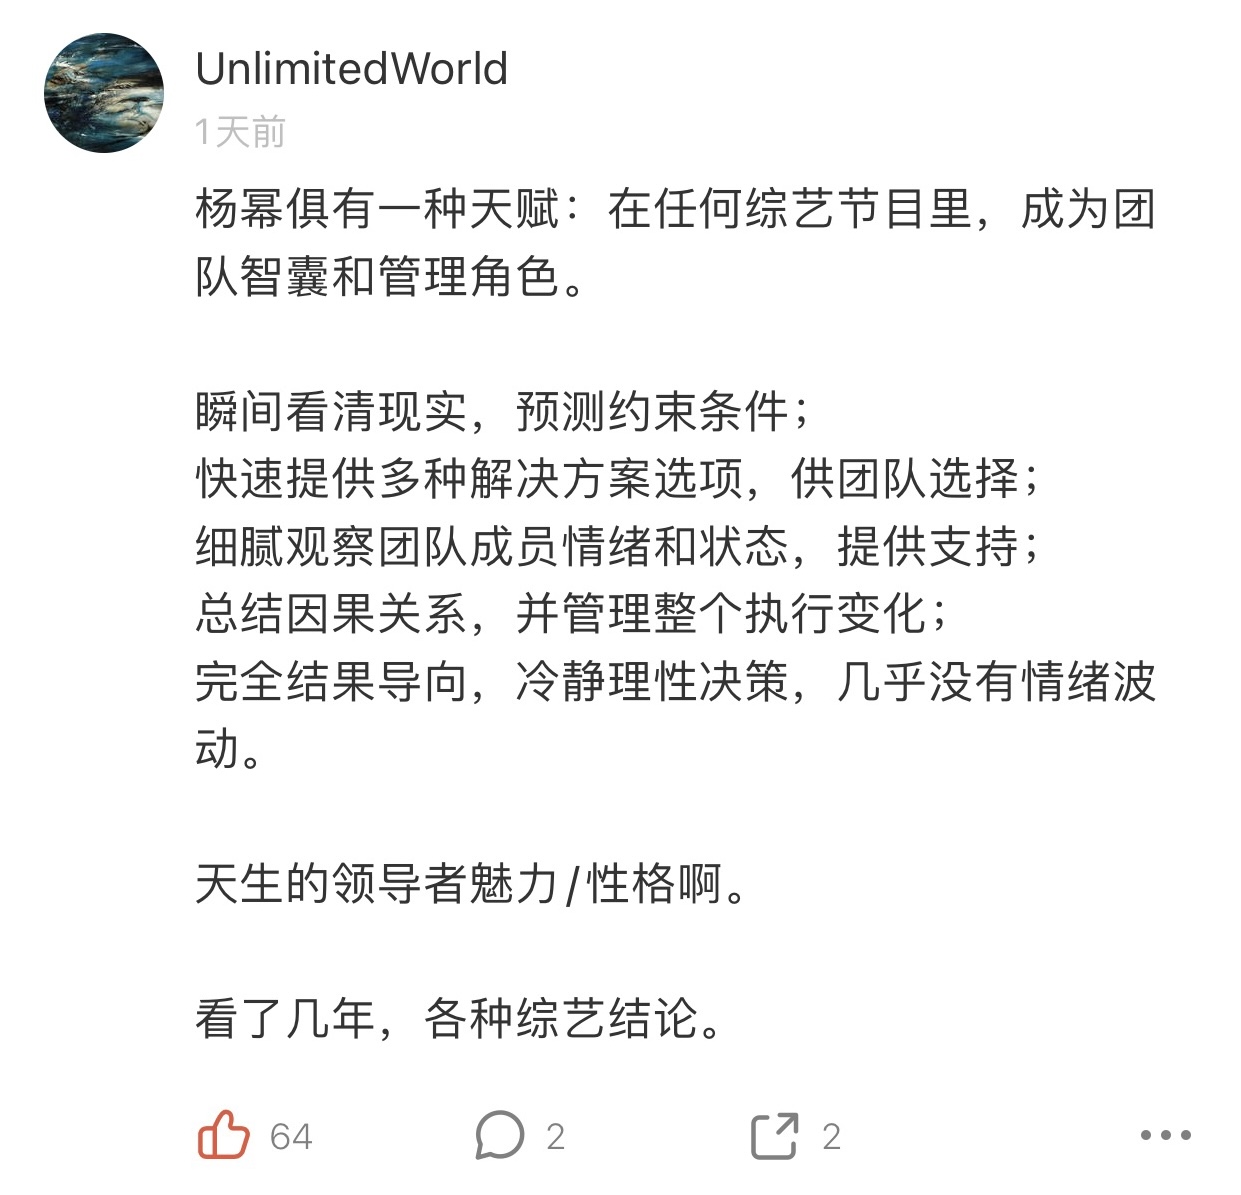 UnlimitedWorld
1天前
杨幂俱有一种天赋：在任何综艺节目里，成为团
队智囊和管理角色。
瞬间看清现实，预测约束条件；
快速提供多种解决方案选项，供团队选择；
细腻观察团队成员情绪和状态，提供支持；
总结因果关系，并管理整个执行变化；
完全结果导向，冷静理性决策，几乎没有情绪波
动。
天生的领导者魅力/性格啊。
看了几年，各种综艺结论。
64 2 2